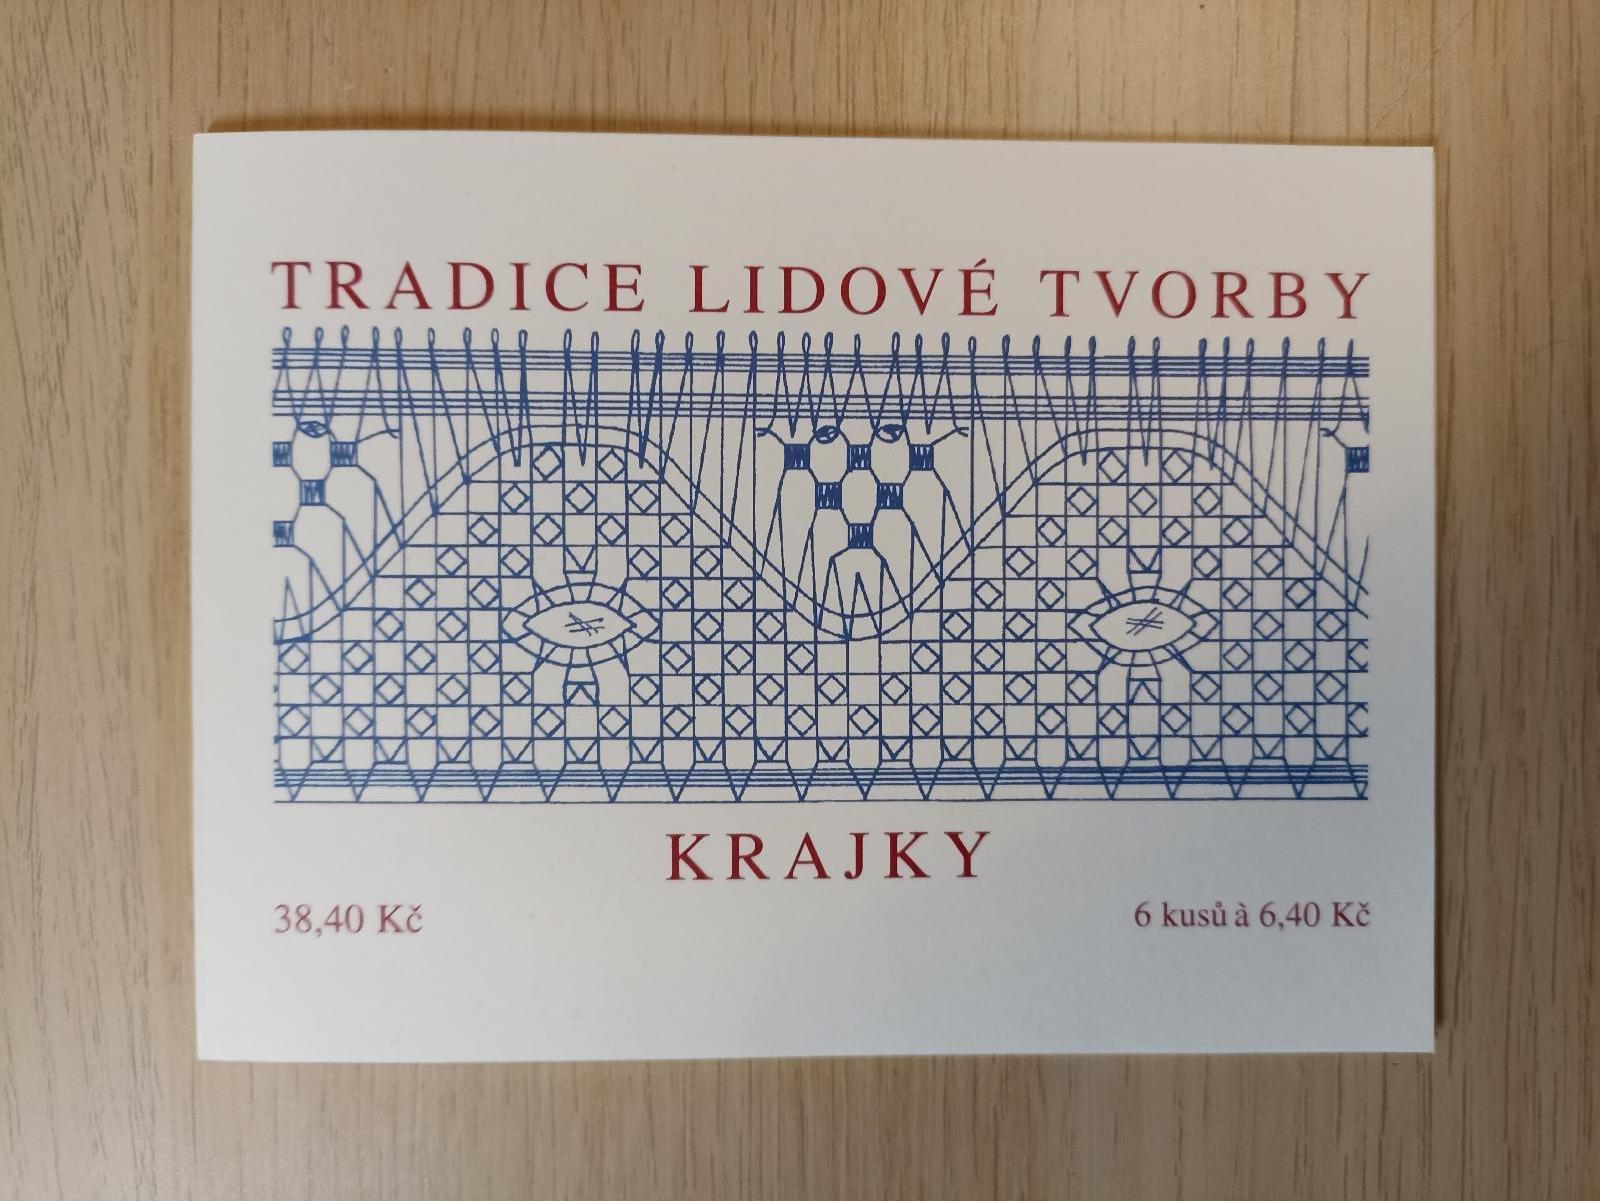 TRADICE LIDOVÉ TVORBY
KRAJKY
38,40 Kč
6 kusů à 6,40 Kč